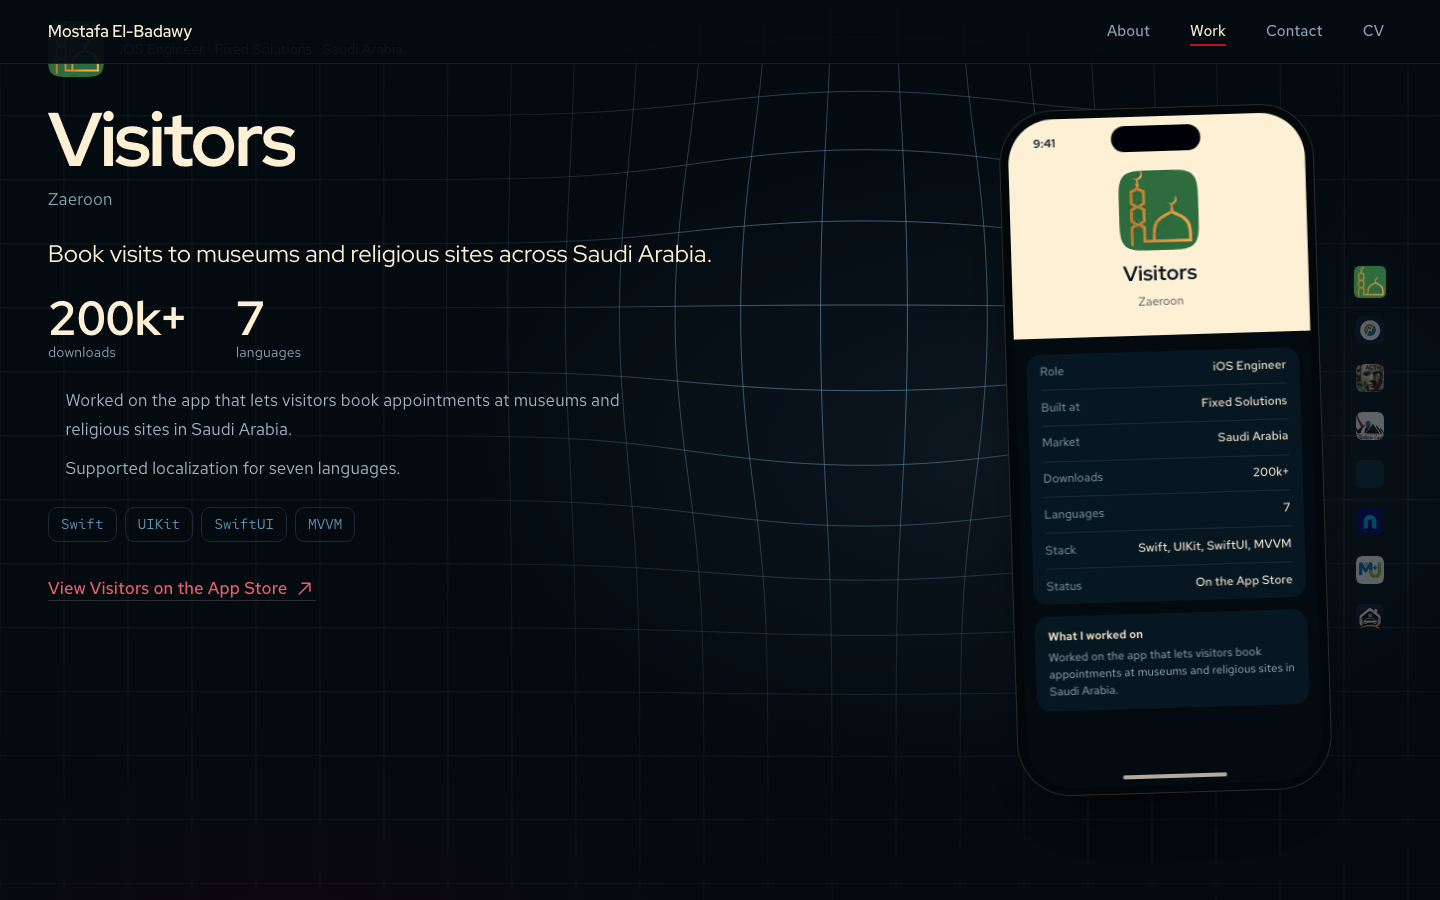 Mostafa El-Badawy
About
Work
Contact
CV
iOS Engineer · Fixed Solutions · Saudi Arabia
Visitors
Zaeroon
Book visits to museums and religious sites across Saudi Arabia.
200k+
downloads
7
languages
Worked on the app that lets visitors book appointments at museums and
religious sites in Saudi Arabia.
Supported localization for seven languages.
Swift
UIKit
SwiftUI
MVVM
View Visitors on the App Store
9:41
Visitors
Zaeroon
Role iOS Engineer
Built at Fixed Solutions
Market Saudi Arabia
Downloads 200k+
Languages 7
Stack Swift, UIKit, SwiftUI, MVVM
Status On the App Store
What I worked on
Worked on the app that lets visitors book
appointments at museums and religious sites in
Saudi Arabia.